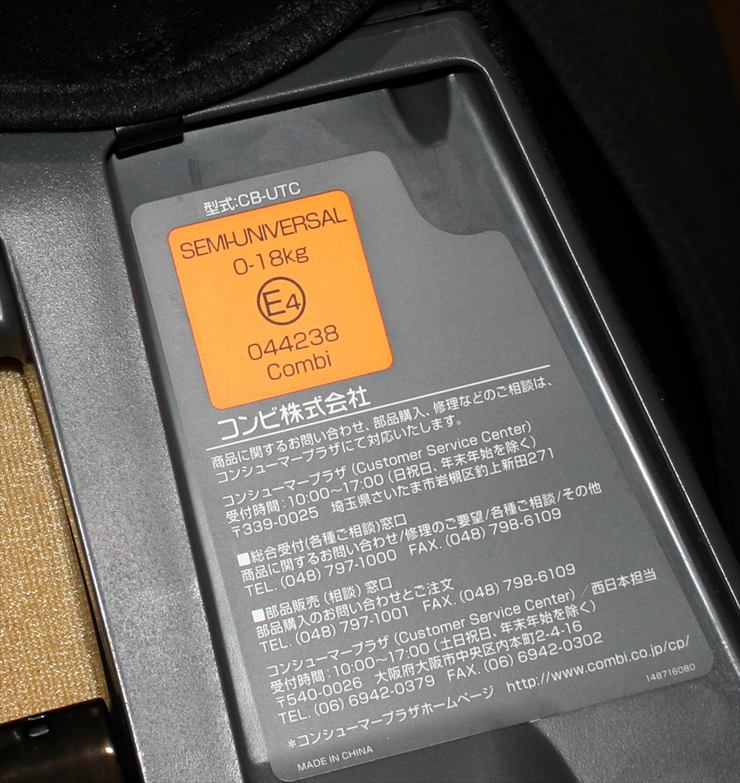 型式:CB-UTC
SEMI-UNIVERSAL
0-18kg
E4
044238
Combi
コンビ株式会社
商品に関するお問い合わせ、部品購入、修理などのご相談は、
コンシューマープラザにて対応いたします。
コンシューマープラザ (Customer Service Center)
受付時間:10:00〜17:00 (日祝日、年末年始を除く)
〒339-0025 埼玉県さいたま市岩槻区釣上新田271
■総合受付(各種ご相談)窓口
商品に関するお問い合わせ/修理のご要望/各種ご相談/その他
TEL. (048) 797-1000 FAX. (048) 798-6109
■部品販売 (相談) 窓口
部品購入のお問い合わせとご注文
TEL. (048) 797-1001 FAX. (048) 798-6109
コンシューマープラザ (Customer Service Center) /西日本担当
受付時間:10:00〜17:00 (土日祝日、年末年始を除く)
〒540-0026 大阪府大阪市中央区内本町2-4-16
TEL. (06) 6942-0379 FAX. (06) 6942-0302
*コンシューマープラザホームページ http://www.combi.co.jp/cp/
148716080
MADE IN CHINA